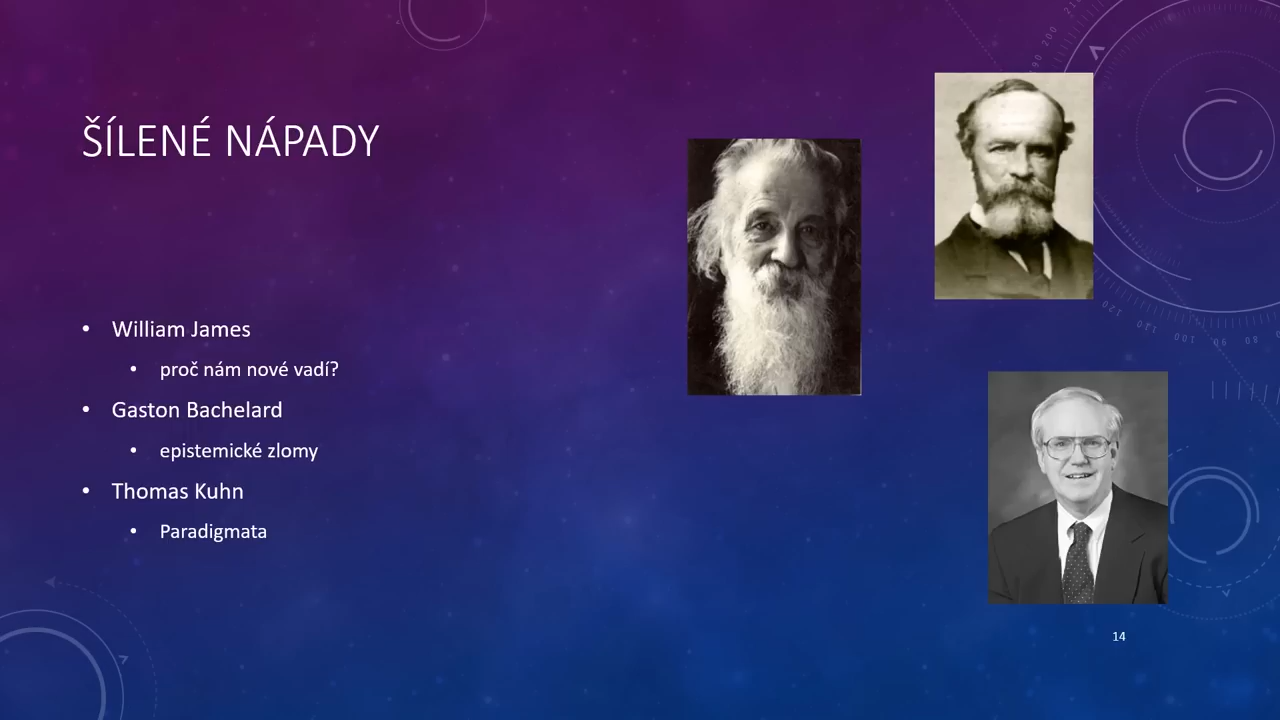 ŠÍLENÉ NÁPADY
• William James
• proč nám nové vadí?
• Gaston Bachelard
• epistemické zlomy
• Thomas Kuhn
• Paradigmata
14